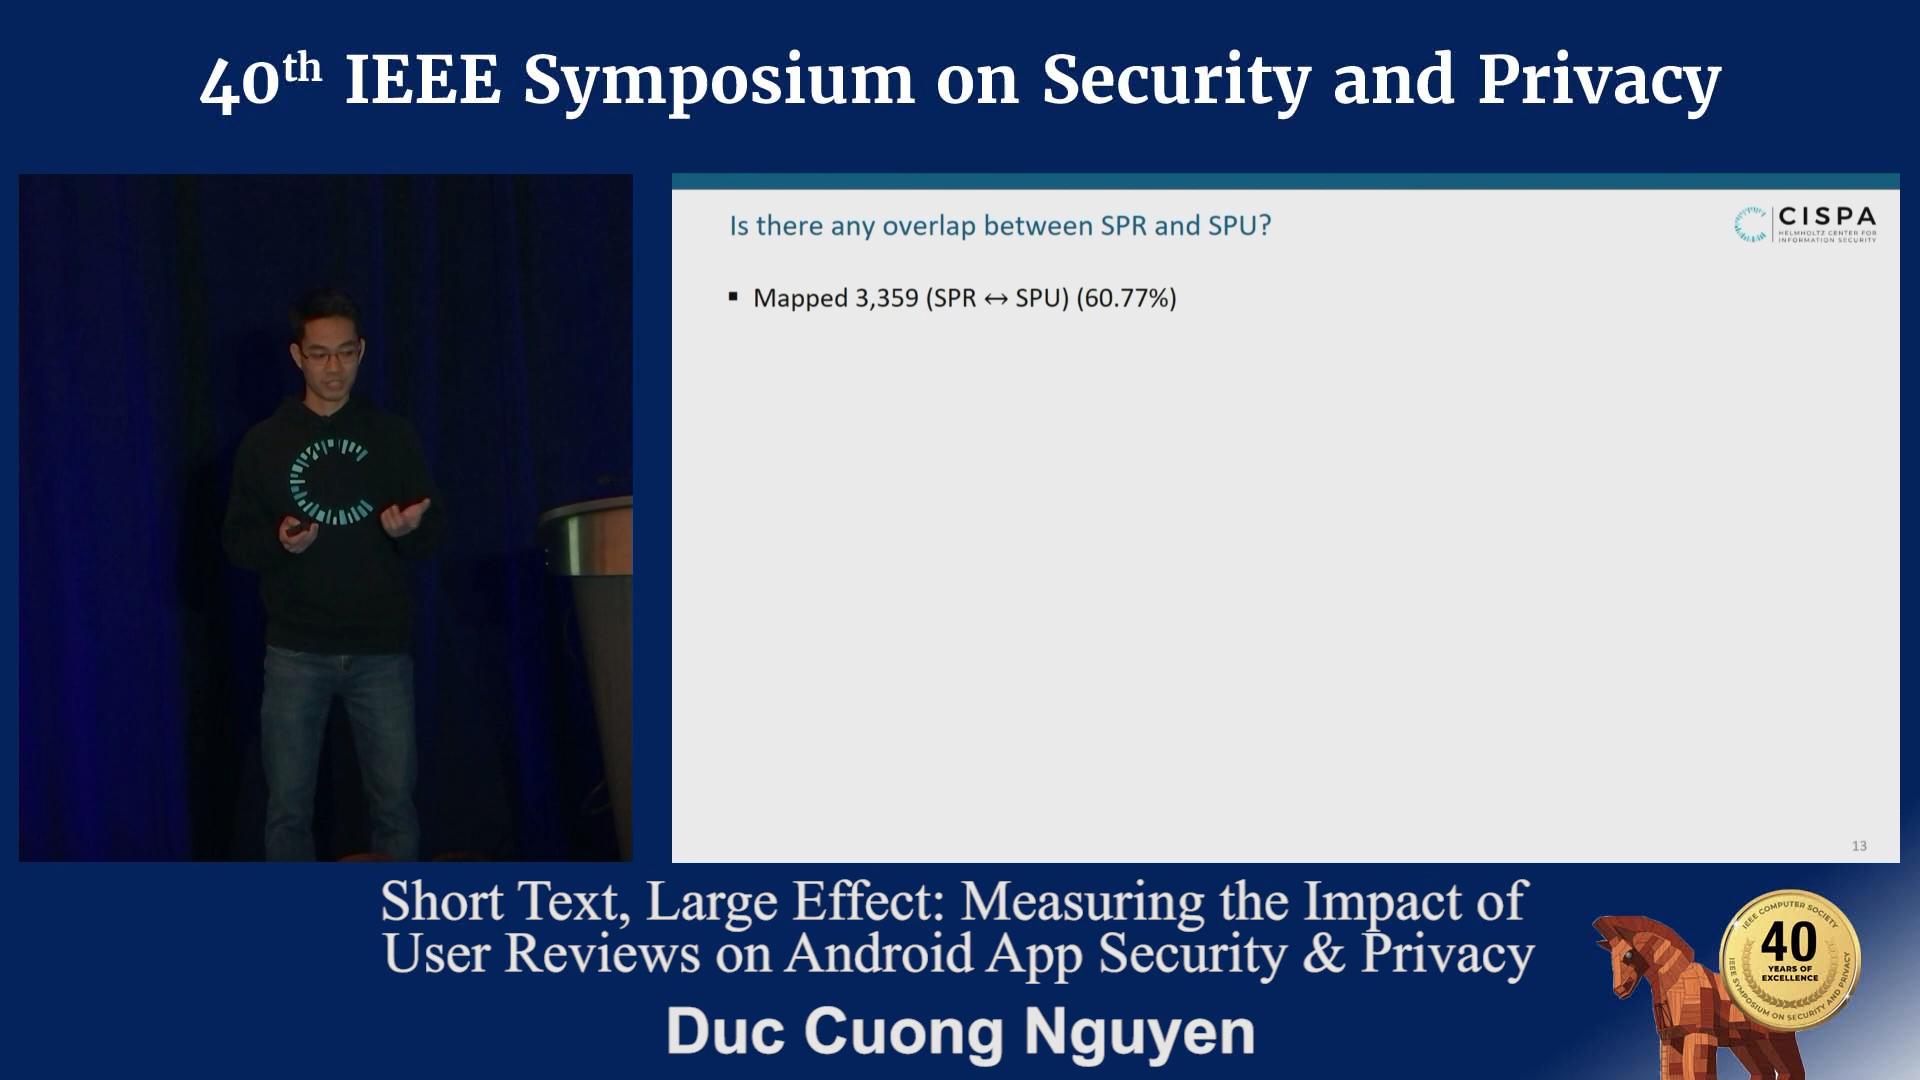 40th IEEE Symposium on Security and Privacy
Is there any overlap between SPR and SPU?
CISPA
HELMHOLTZ CENTER FOR
INFORMATION SECURITY
▪ Mapped 3,359 (SPR ↔ SPU) (60.77%)
13
Short Text, Large Effect: Measuring the Impact of
User Reviews on Android App Security & Privacy
Duc Cuong Nguyen
IEEE COMPUTER SOCIETY
40
YEARS OF
EXCELLENCE
IEEE SYMPOSIUM ON SECURITY AND PRIVACY